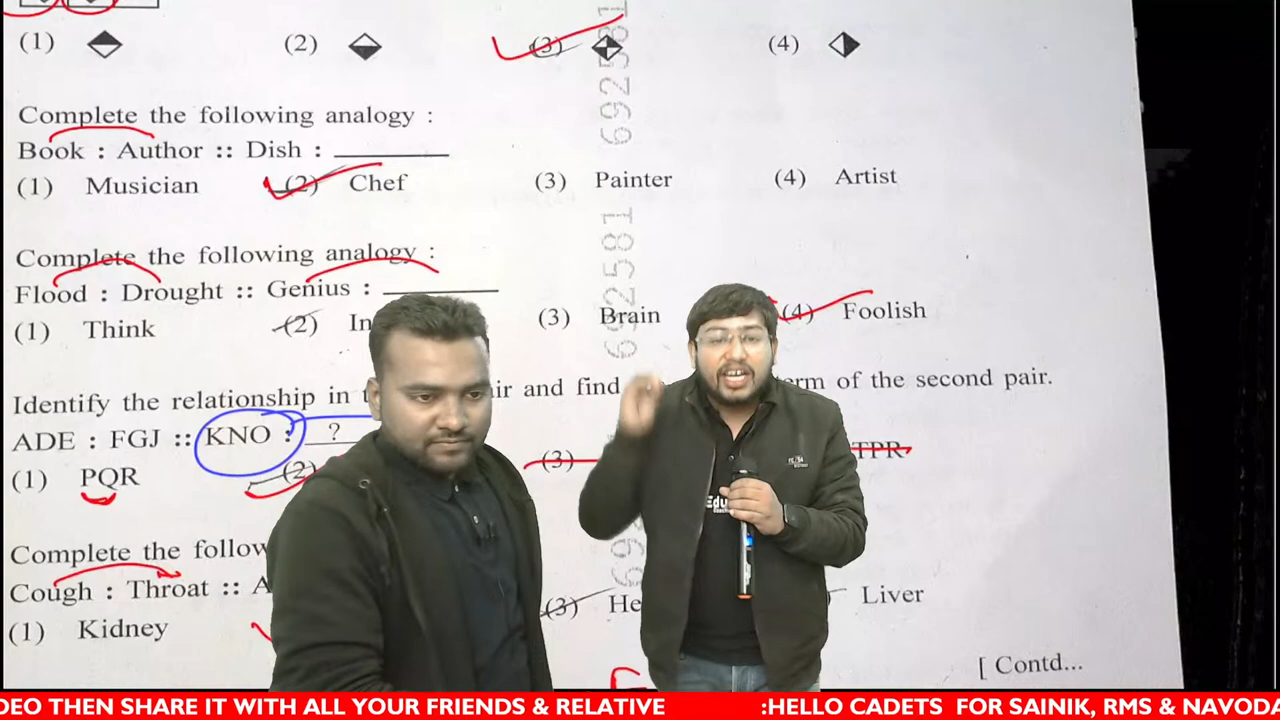 (1) (2) (3) (4)
Complete the following analogy :
Book : Author :: Dish :
(1) Musician (2) Chef (3) Painter (4) Artist
Complete the following analogy :
Flood : Drought :: Genius :
(1) Think (2) In (3) Brain (4) Foolish
Identify the relationship in and find term of the second pair.
ADE : FGJ :: KNO : ?
(1) PQR (2) (3) TPR
Complete the follow
Cough : Throat :: A
(1) Kidney (3) He Liver
[ Contd...
692581
692581
Edu
DEO THEN SHARE IT WITH ALL YOUR FRIENDS & RELATIVE :HELLO CADETS FOR SAINIK, RMS & NAVODA